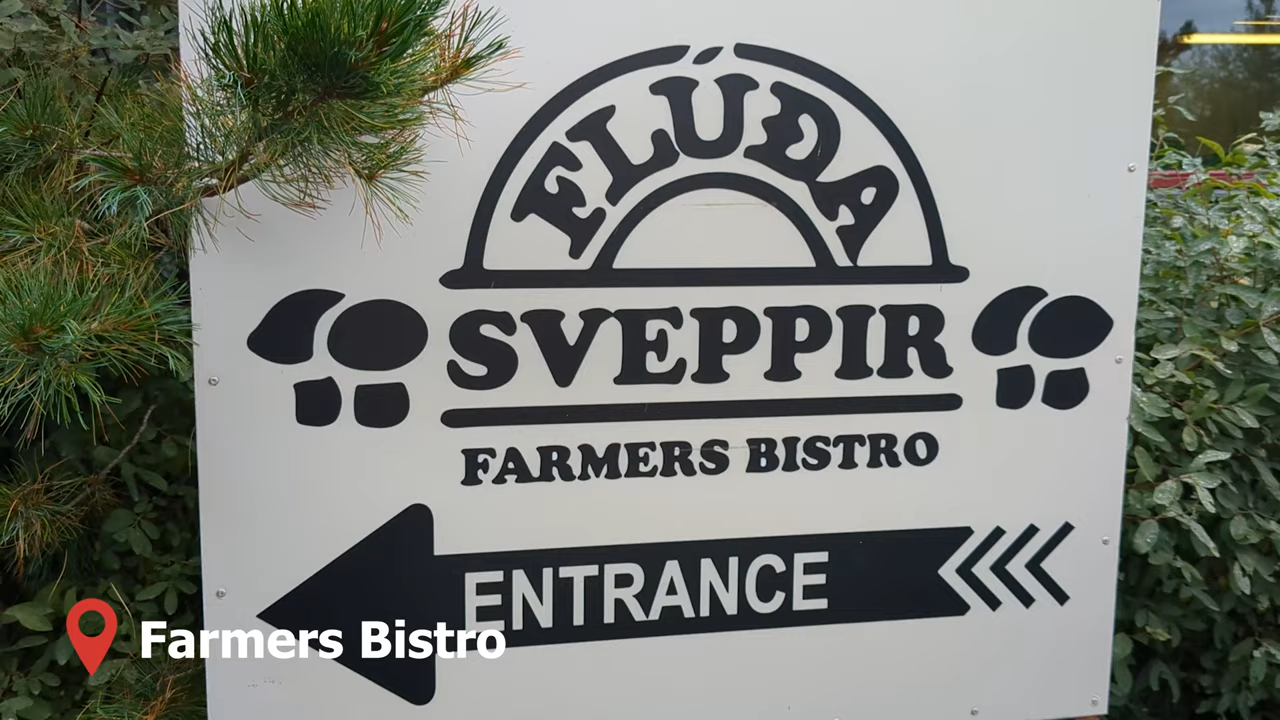 FLÚÐA
SVEPPIR
FARMERS BISTRO
ENTRANCE
Farmers Bistro